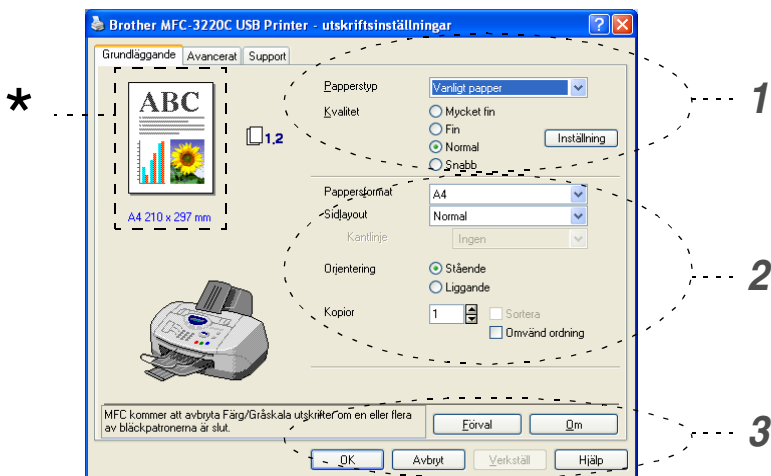 Brother MFC-3220C USB Printer - utskriftsinställningar
Grundläggande Avancerat Support
*
ABC
1.2
A4 210 x 297 mm
Papperstyp Vanligt papper
Kvalitet Mycket fin
Fin
Normal
Snabb
Inställning
1
Pappersformat A4
Sidlayout Normal
Kantlinje Ingen
Orientering Stående
Liggande
Kopior 1 Sortera
Omvänd ordning
2
MFC kommer att avbryta Färg/Gråskala utskrifter om en eller flera
av bläckpatronerna är slut.
Förval Om
3
OK Avbryt Verkställ Hjälp